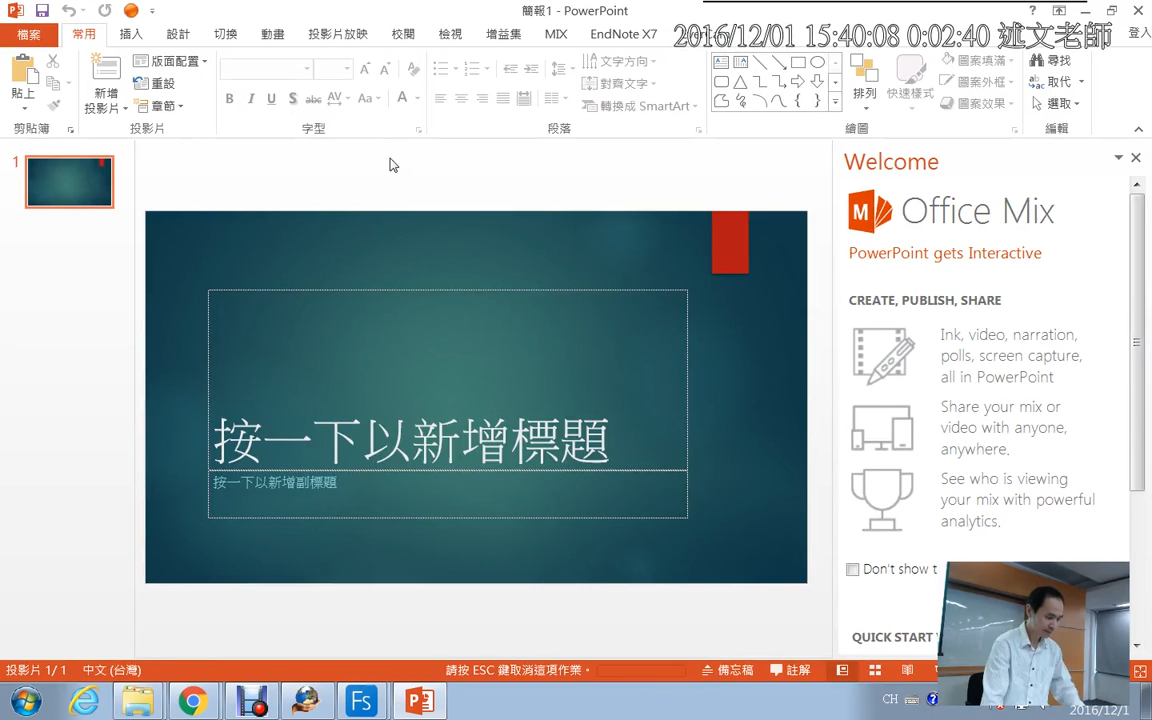 簡報1 - PowerPoint
檔案 常用 插入 設計 切換 動畫 投影片放映 校閱 檢視 增益集 MIX EndNote X7
2016/12/01 15:40:08 0:02:40 述文老師
登入
貼上
新增
投影片
版面配置
重設
章節
B I U S abc AV Aa A
文字方向
對齊文字
轉換成 SmartArt
排列
快速樣式
圖案填滿
圖案外框
圖案效果
尋找
取代
選取
剪貼簿 投影片 字型 段落 繪圖 編輯
1
按一下以新增標題
按一下以新增副標題
Welcome
Office Mix
PowerPoint gets Interactive
CREATE, PUBLISH, SHARE
Ink, video, narration,
polls, screen capture,
all in PowerPoint
Share your mix or
video with anyone,
anywhere.
See who is viewing
your mix with powerful
analytics.
Don't show t
QUICK START
投影片 1/1 中文 (台灣) 請按 ESC 鍵取消這項作業。 備忘稿 註解
CH
2016/12/1